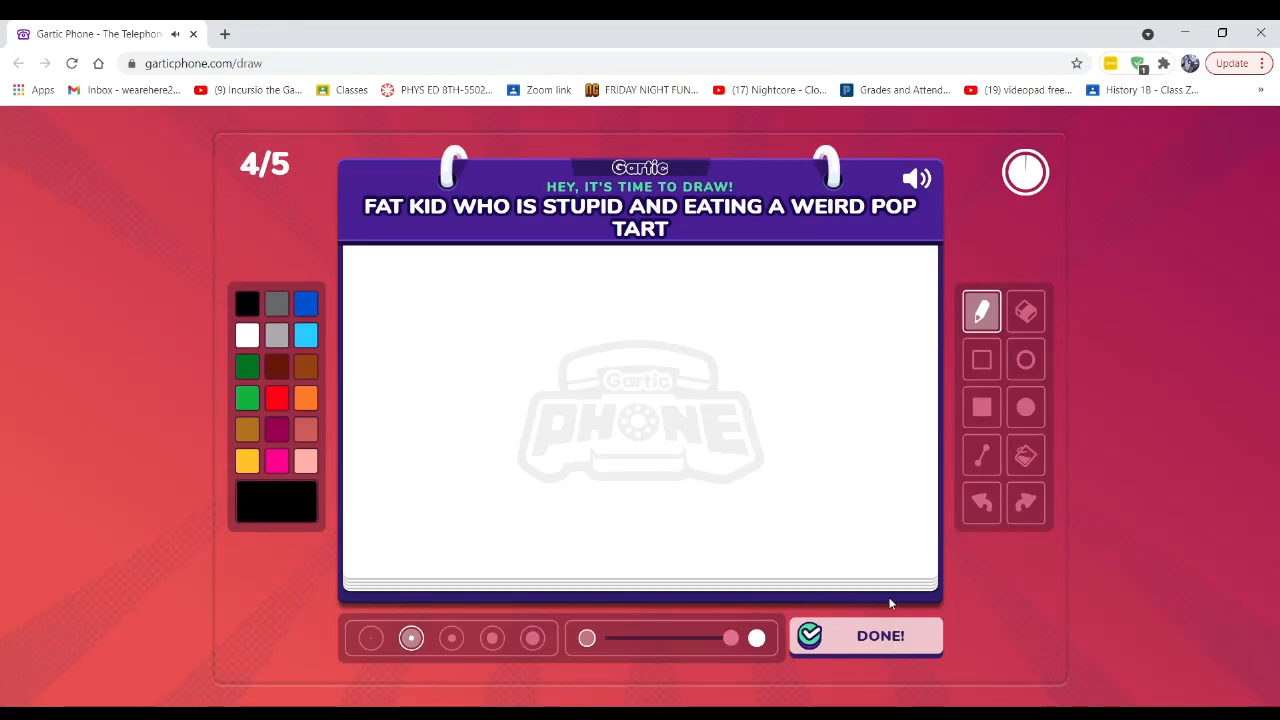 Gartic Phone - The Telephon
garticphone.com/draw
Update
Apps
Inbox - wearehere2...
(9) Incursio the Ga...
Classes
PHYS ED 8TH-5502...
Zoom link
FRIDAY NIGHT FUN...
(17) Nightcore - Clo...
Grades and Attend...
(19) videopad free...
History 1B - Class Z...
»
4/5
Gartic
HEY, IT'S TIME TO DRAW!
FAT KID WHO IS STUPID AND EATING A WEIRD POP
TART
Gartic
PHONE
DONE!